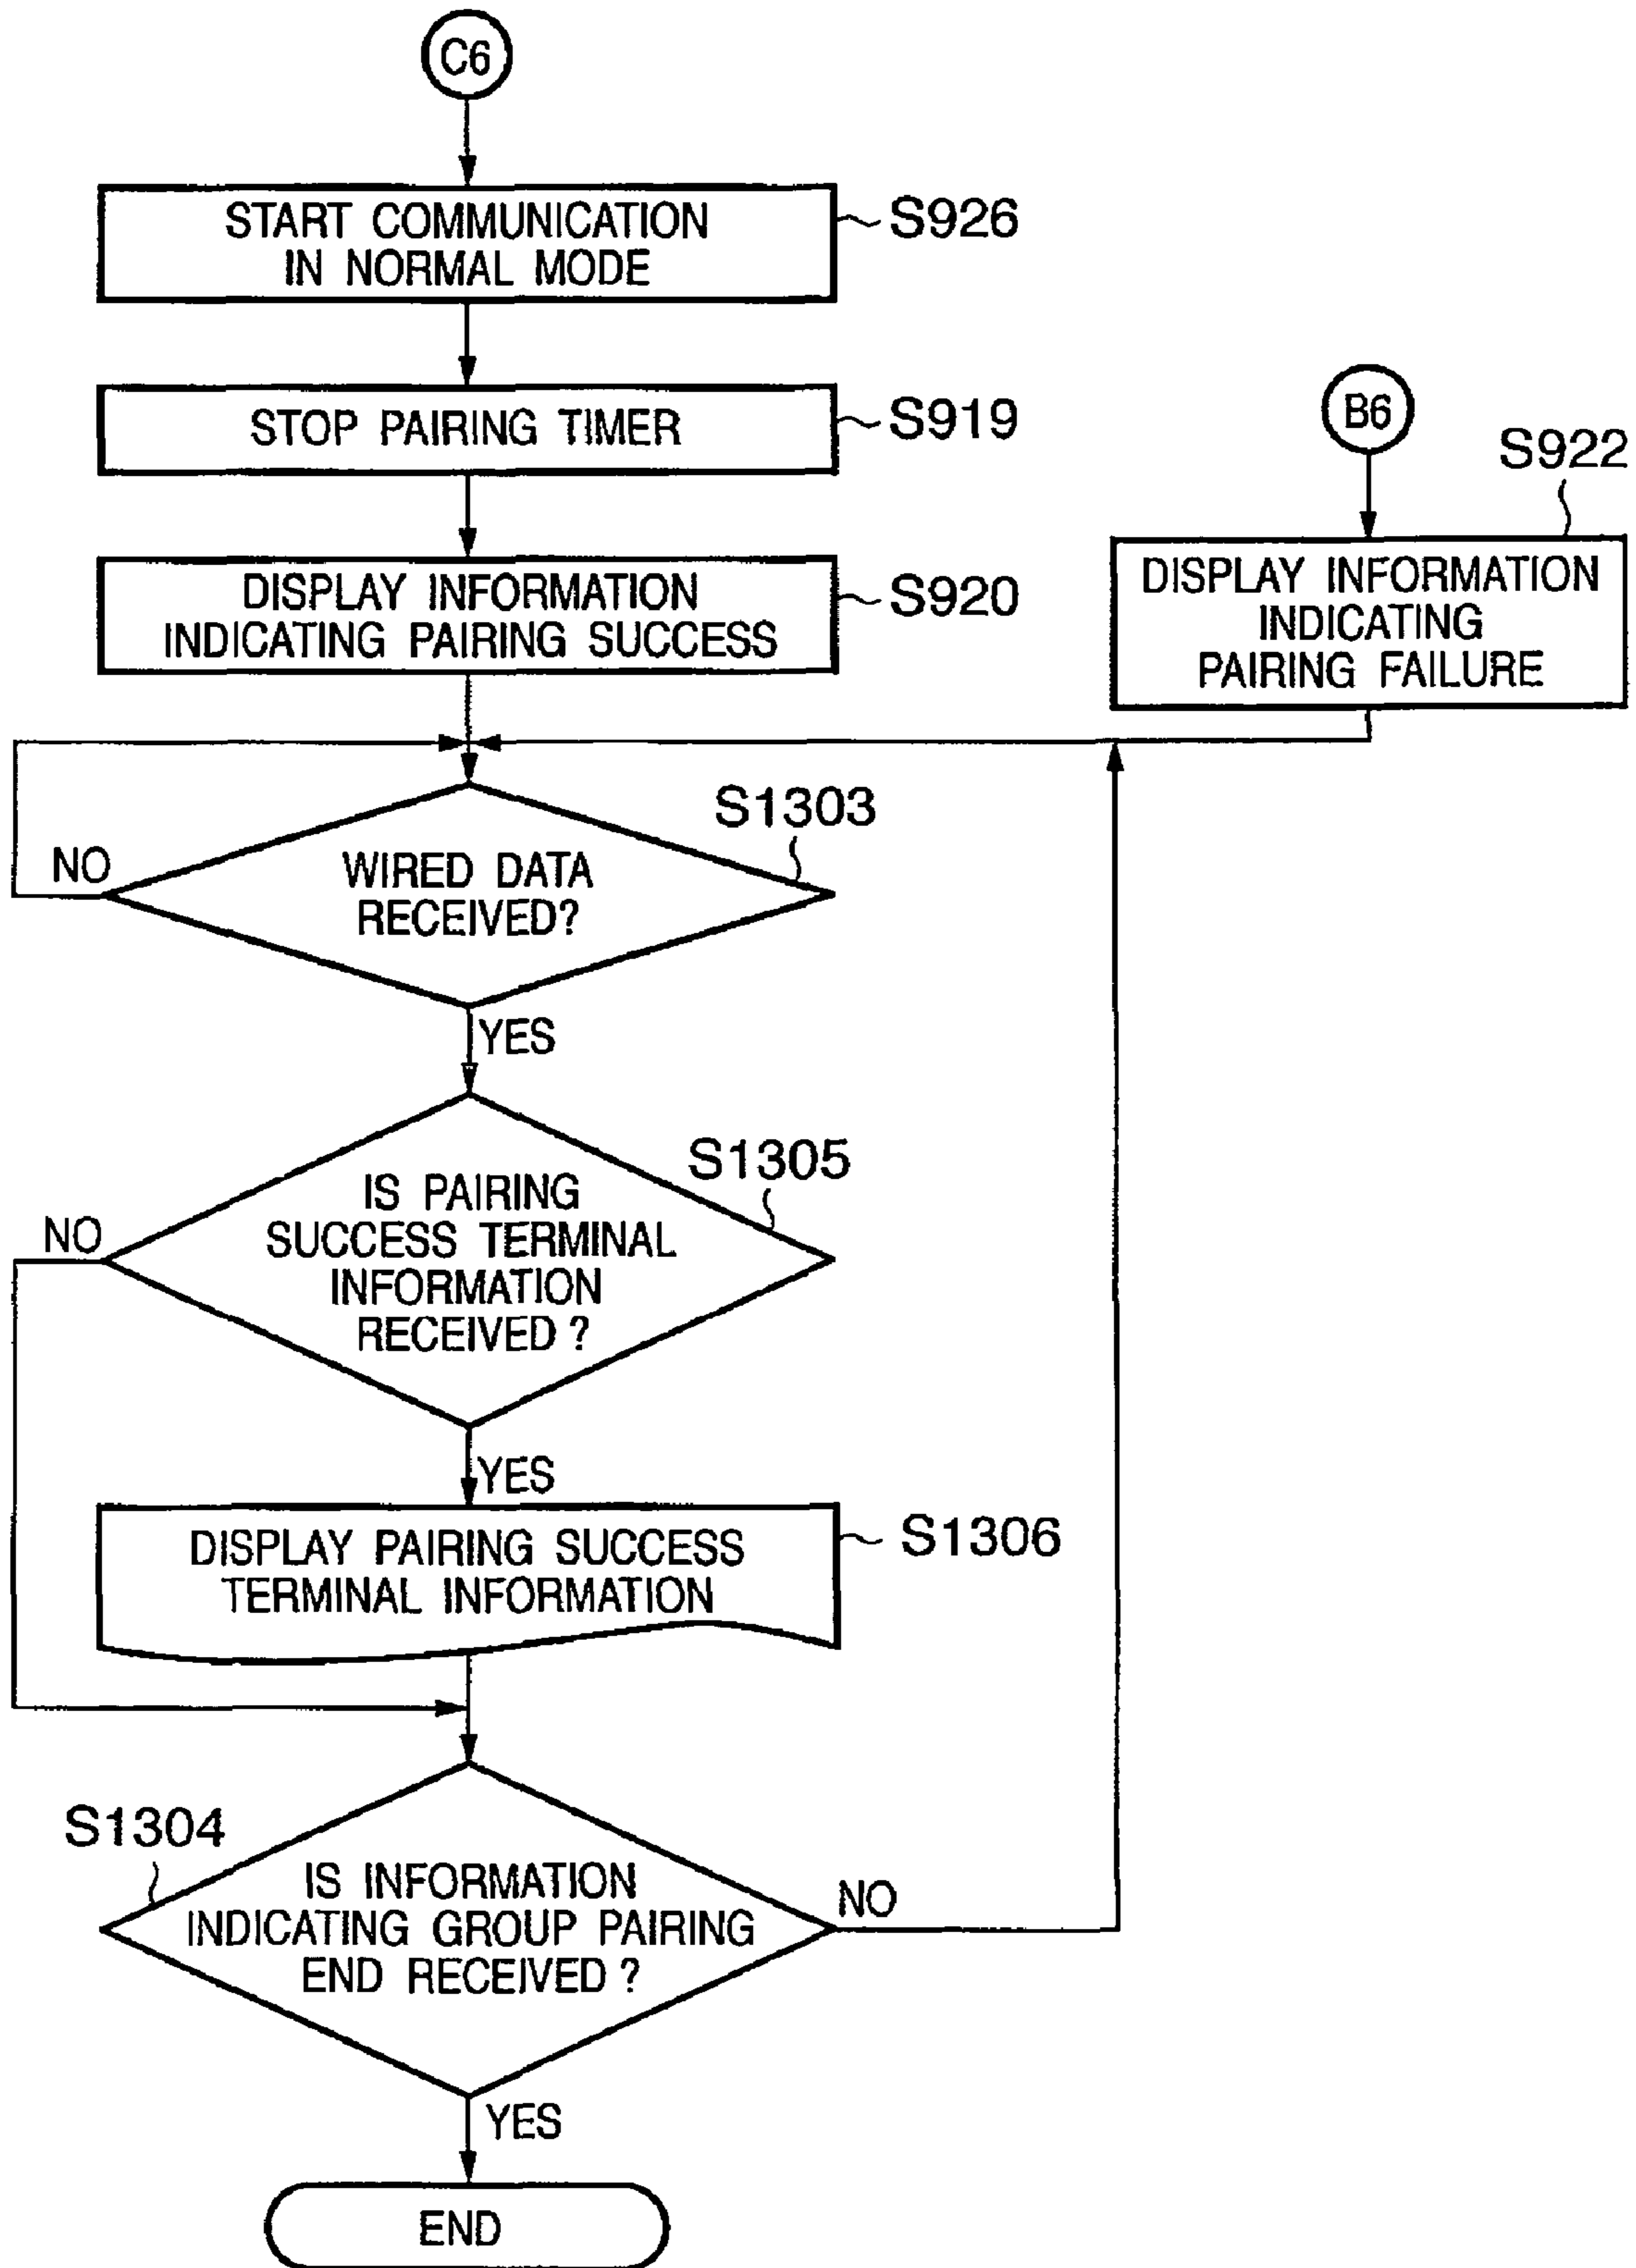 C6
START COMMUNICATION
IN NORMAL MODE
S926
STOP PAIRING TIMER
S919
B6
S922
DISPLAY INFORMATION
INDICATING PAIRING SUCCESS
S920
DISPLAY INFORMATION
INDICATING
PAIRING FAILURE
S1303
NO
WIRED DATA
RECEIVED?
YES
S1305
NO
IS PAIRING
SUCCESS TERMINAL
INFORMATION
RECEIVED ?
YES
DISPLAY PAIRING SUCCESS
TERMINAL INFORMATION
S1306
S1304
IS INFORMATION
INDICATING GROUP PAIRING
END RECEIVED ?
NO
YES
END